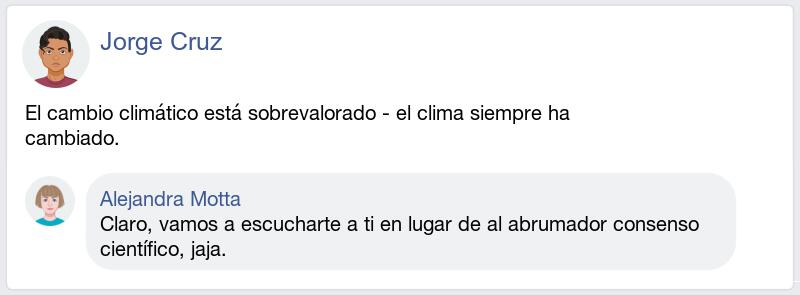 Jorge Cruz
El cambio climático está sobrevalorado - el clima siempre ha
cambiado.
Alejandra Motta
Claro, vamos a escucharte a ti en lugar de al abrumador consenso
científico, jaja.